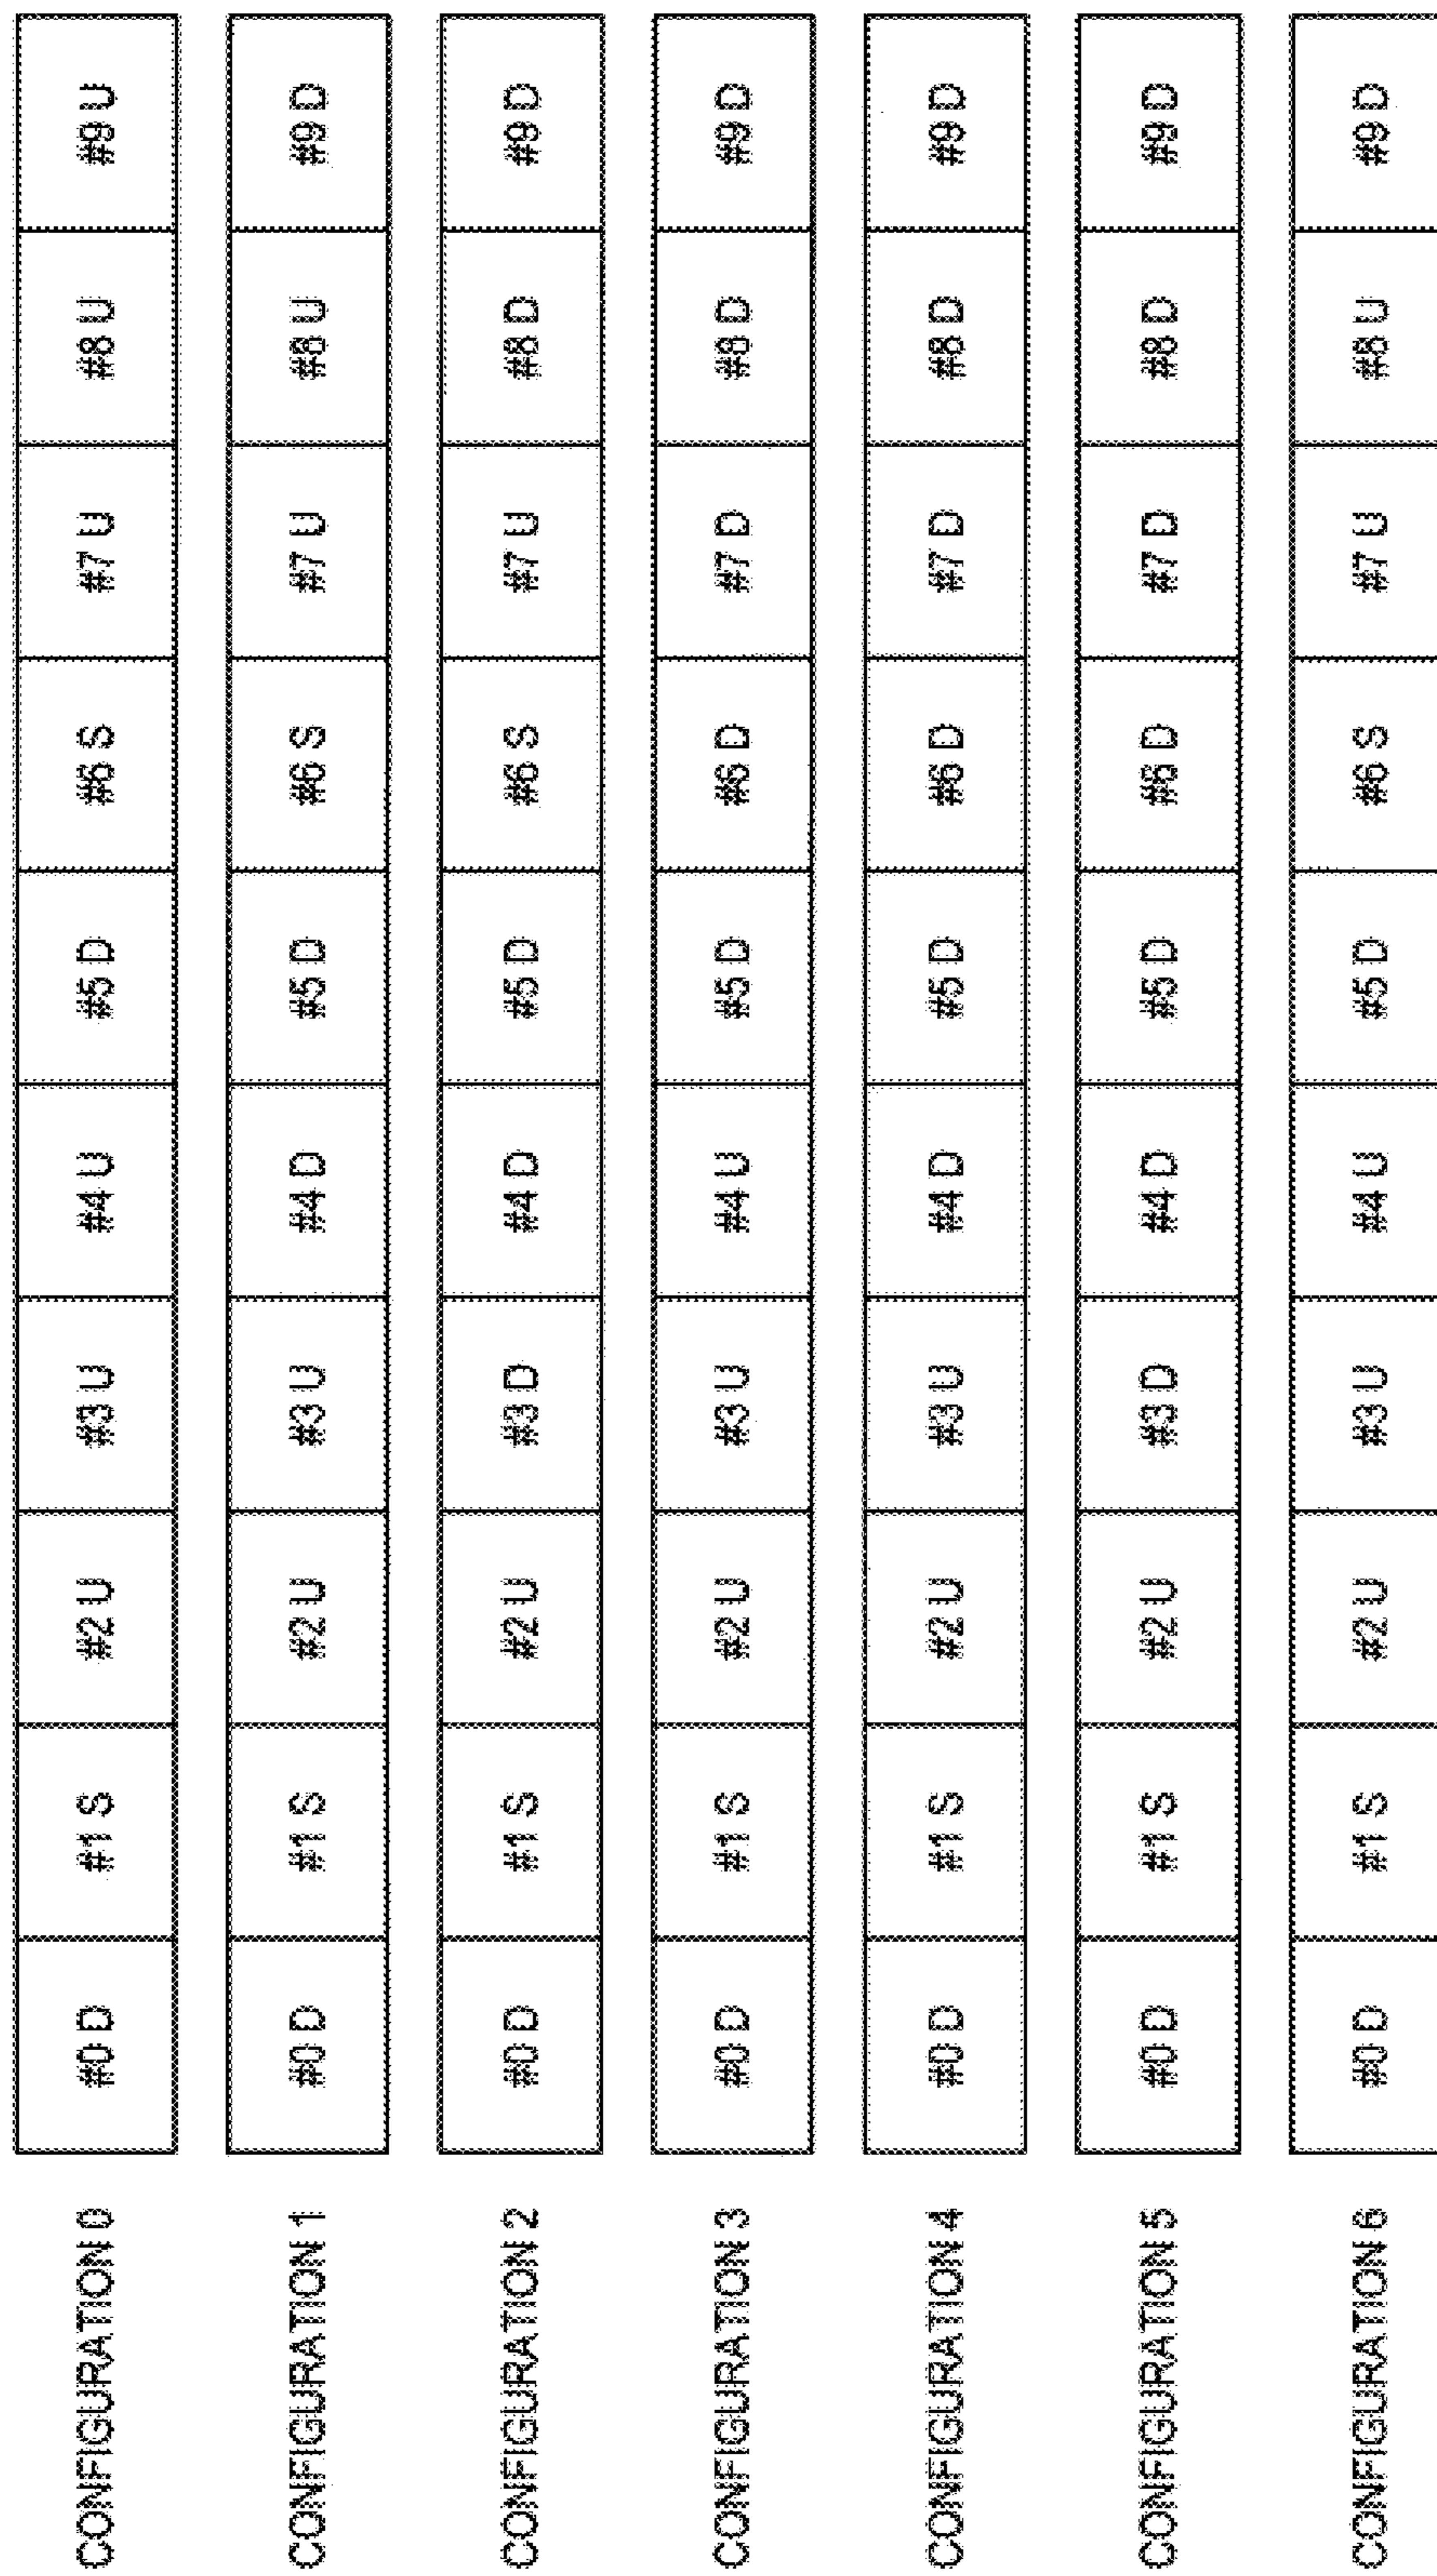 CONFIGURATION 0 #0 D #1 S #2 U #3 U #4 U #5 D #6 S #7 U #8 U #9 U
CONFIGURATION 1 #0 D #1 S #2 U #3 U #4 D #5 D #6 S #7 U #8 U #9 D
CONFIGURATION 2 #0 D #1 S #2 U #3 D #4 D #5 D #6 S #7 U #8 D #9 D
CONFIGURATION 3 #0 D #1 S #2 U #3 U #4 U #5 D #6 D #7 D #8 D #9 D
CONFIGURATION 4 #0 D #1 S #2 U #3 U #4 D #5 D #6 D #7 D #8 D #9 D
CONFIGURATION 5 #0 D #1 S #2 U #3 D #4 D #5 D #6 D #7 D #8 D #9 D
CONFIGURATION 6 #0 D #1 S #2 U #3 U #4 U #5 D #6 S #7 U #8 U #9 D